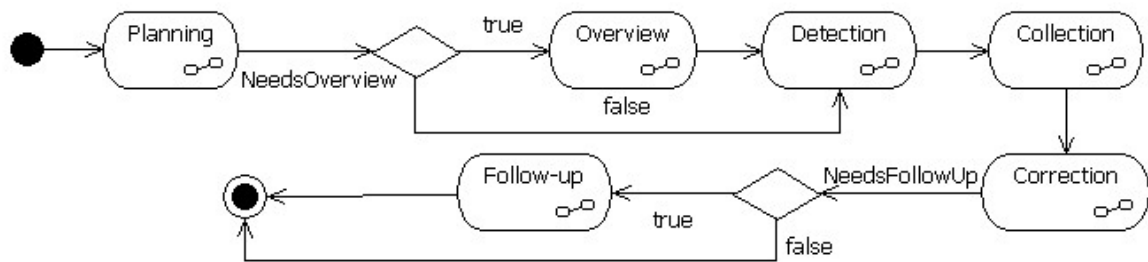 Planning
NeedsOverview
true
false
Overview
Detection
Collection
Correction
NeedsFollowUp
true
false
Follow-up